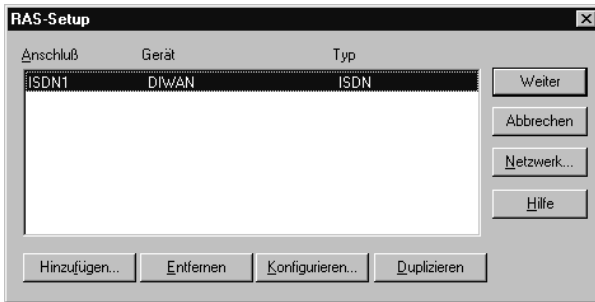 RAS-Setup
Anschluß Gerät Typ
ISDN1 DIWAN ISDN
Weiter
Abbrechen
Netzwerk...
Hilfe
Hinzufügen... Entfernen Konfigurieren... Duplizieren